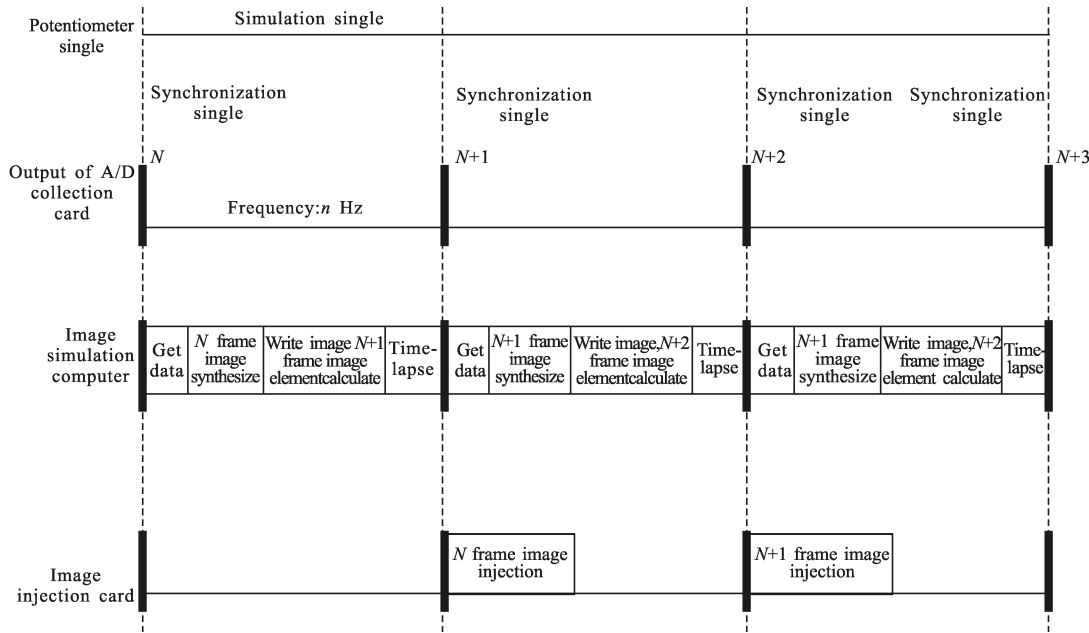 Potentiometer
single
Simulation single
Synchronization
single
Synchronization
single
Synchronization
single
Synchronization
single
Output of A/D
collection
card
N
N+1
N+2
N+3
Frequency:n Hz
Image
simulation
computer
Get
data
N frame
image
synthesize
Write image N+1
frame image
elementcalculate
Time-
lapse
Get
data
N+1 frame
image
synthesize
Write image,N+2
frame image
elementcalculate
Time-
lapse
Get
data
N+1 frame
image
synthesize
Write image,N+2
frame image
element calculate
Time-
lapse
Image
injection card
N frame image
injection
N+1 frame image
injection